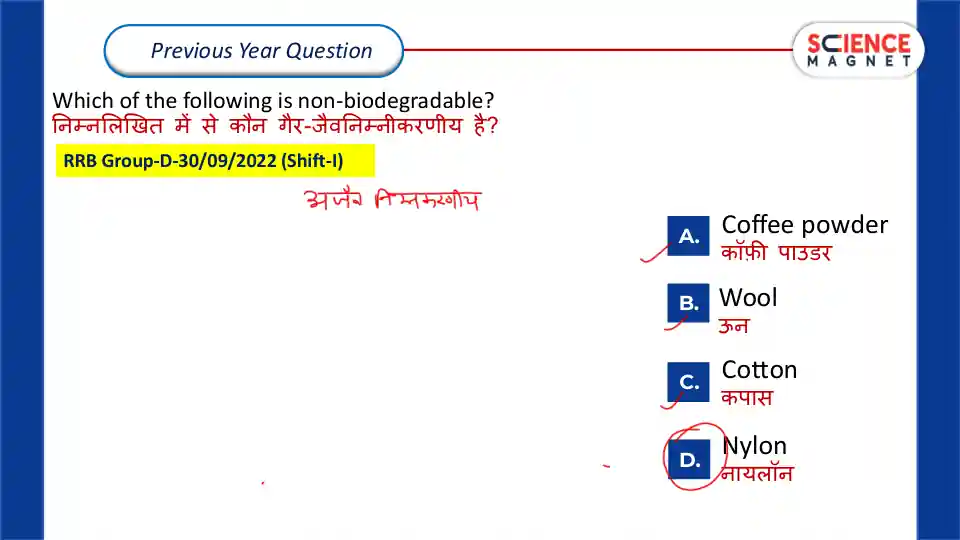 Previous Year Question
SCIENCE
MAGNET
Which of the following is non-biodegradable?
निम्नलिखित में से कौन गैर-जैवनिम्नीकरणीय है?
RRB Group-D-30/09/2022 (Shift-I)
अजैव निम्नकरणीय
A. Coffee powder
कॉफ़ी पाउडर
B. Wool
ऊन
C. Cotton
कपास
D. Nylon
नायलॉन